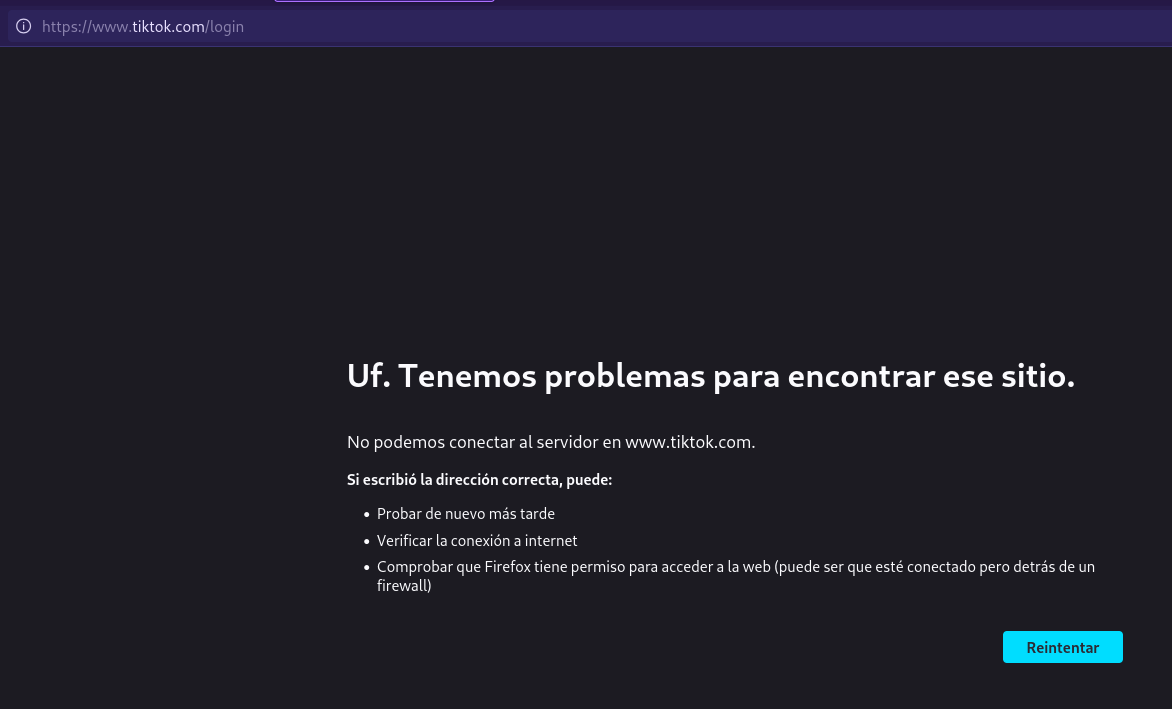 https://www.tiktok.com/login
Uf. Tenemos problemas para encontrar ese sitio.
No podemos conectar al servidor en www.tiktok.com.
Si escribió la dirección correcta, puede:
• Probar de nuevo más tarde
• Verificar la conexión a internet
• Comprobar que Firefox tiene permiso para acceder a la web (puede ser que esté conectado pero detrás de un
firewall)
Reintentar